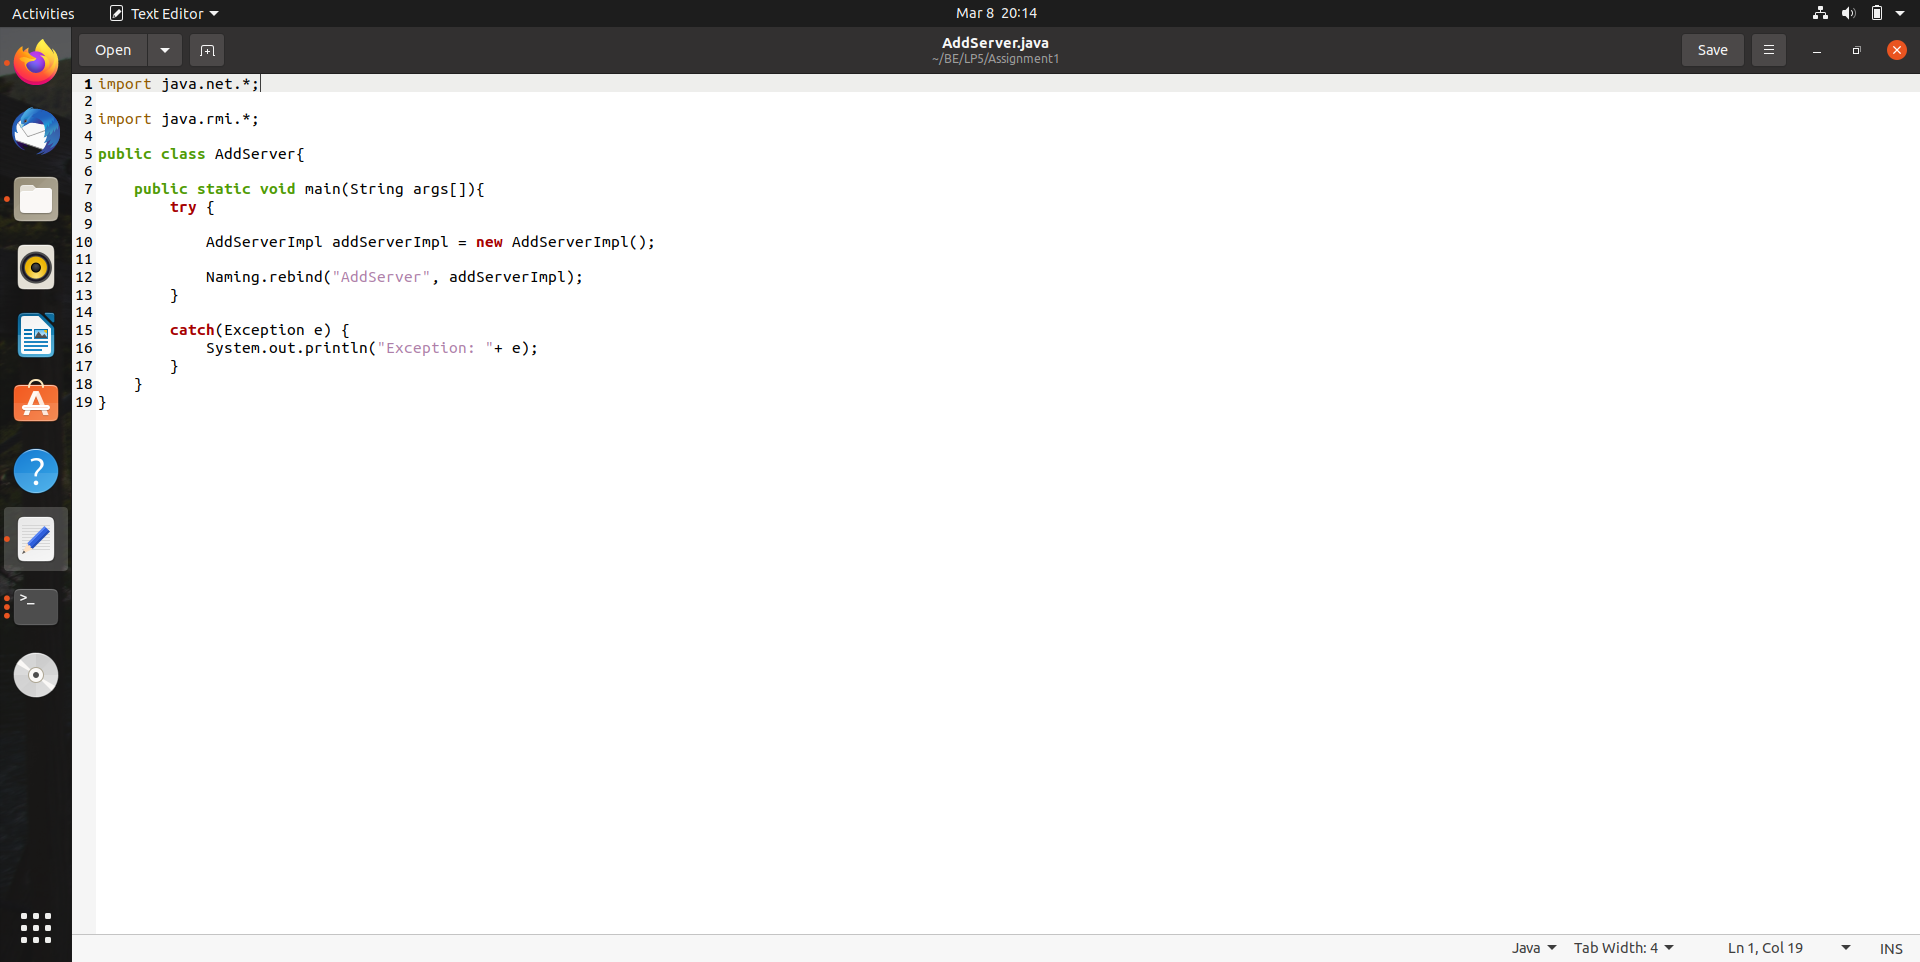 Activities
Text Editor
Mar 8 20:14
Open
AddServer.java
~/BE/LP5/Assignment1
Save
1 import java.net.*;
2
3 import java.rmi.*;
4
5 public class AddServer{
6
7     public static void main(String args[]){
8         try {
9
10             AddServerImpl addServerImpl = new AddServerImpl();
11
12             Naming.rebind("AddServer", addServerImpl);
13         }
14
15         catch(Exception e) {
16             System.out.println("Exception: "+ e);
17         }
18     }
19 }
Java
Tab Width: 4
Ln 1, Col 19
INS